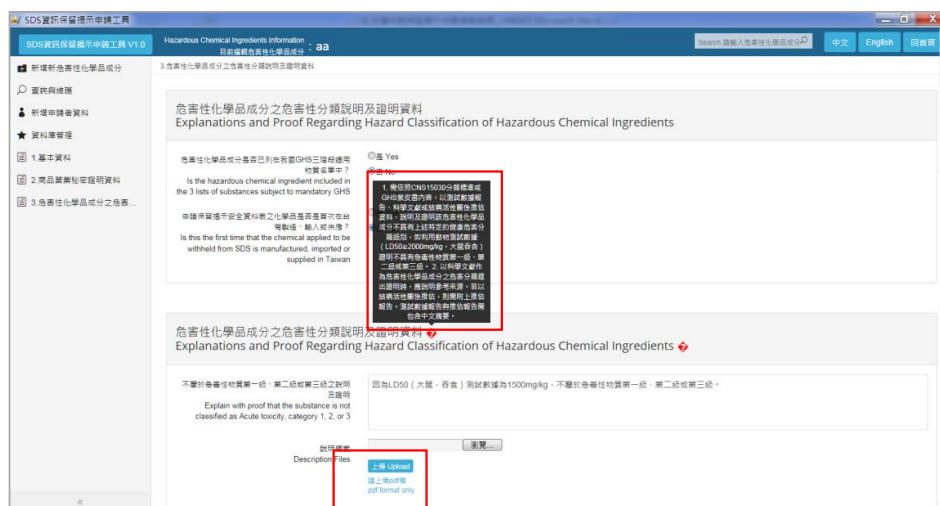 SDS資訊保留揭示申請工具
SDS資訊保留揭示申請工具 V1.0
Hazardous Chemical Ingredients Information
目前編輯危害性化學品成分 : aa
Search 請輸入危害性化學品成分
中文
English
回首頁
新增新危害性化學品成分
查詢與維護
新增申請者資料
資料庫管理
1.基本資料
2.商品營業秘密證明資料
3.危害性化學品成分之危害...
3.危害性化學品成分之危害性分類說明及證明資料
危害性化學品成分之危害性分類說明及證明資料
Explanations and Proof Regarding Hazard Classification of Hazardous Chemical Ingredients
危害性化學品成分是否已列在我國GHS三階段適用
物質名單中？
Is the hazardous chemical ingredient included in
the 3 lists of substances subject to mandatory GHS
是 Yes
否 No
申請保留揭示安全資料表之化學品是否是首次在台
灣製造、輸入或供應？
Is this the first time that the chemical applied to be
withheld from SDS is manufactured, imported or
supplied in Taiwan
1. 需依照CNS15030分類標準或
GHS紫皮書內容，以測試數據報
告、科學文獻或結構活性關係推估
資料，說明及證明該危害性化學品
成分不具有上述特定的健康危害分
類級別，如利用動物測試數據
（LD50≥2000mg/kg，大鼠吞食）
證明不具有急毒性物質第一級、第
二級或第三級。2. 以科學文獻作
為危害性化學品成分之危害分類提
出證明時，應說明參考來源。若以
結構活性關係推估，則需附上推估
報告，測試數據報告與推估報告需
包含中文摘要。
危害性化學品成分之危害性分類說明及證明資料
Explanations and Proof Regarding Hazard Classification of Hazardous Chemical Ingredients
不屬於急毒性物質第一級、第二級或第三級之說明
及證明
Explain with proof that the substance is not
classified as Acute toxicity, category 1, 2, or 3
因為LD50（大鼠，吞食）測試數據為1500mg/kg，不屬於急毒性物質第一級、第二級或第三級。
說明檔案
Description Files
瀏覽...
上傳 Upload
請上傳pdf檔
pdf format only